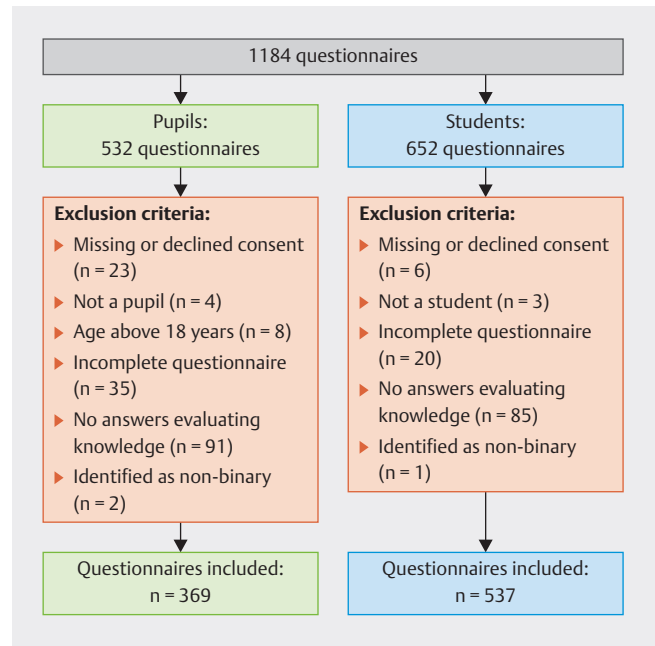 1184 questionnaires
Pupils:
532 questionnaires
Students:
652 questionnaires
Exclusion criteria:
Missing or declined consent
(n = 23)
Not a pupil (n = 4)
Age above 18 years (n = 8)
Incomplete questionnaire
(n = 35)
No answers evaluating
knowledge (n = 91)
Identified as non-binary
(n = 2)
Exclusion criteria:
Missing or declined consent
(n = 6)
Not a student (n = 3)
Incomplete questionnaire
(n = 20)
No answers evaluating
knowledge (n = 85)
Identified as non-binary
(n = 1)
Questionnaires included:
n = 369
Questionnaires included:
n = 537